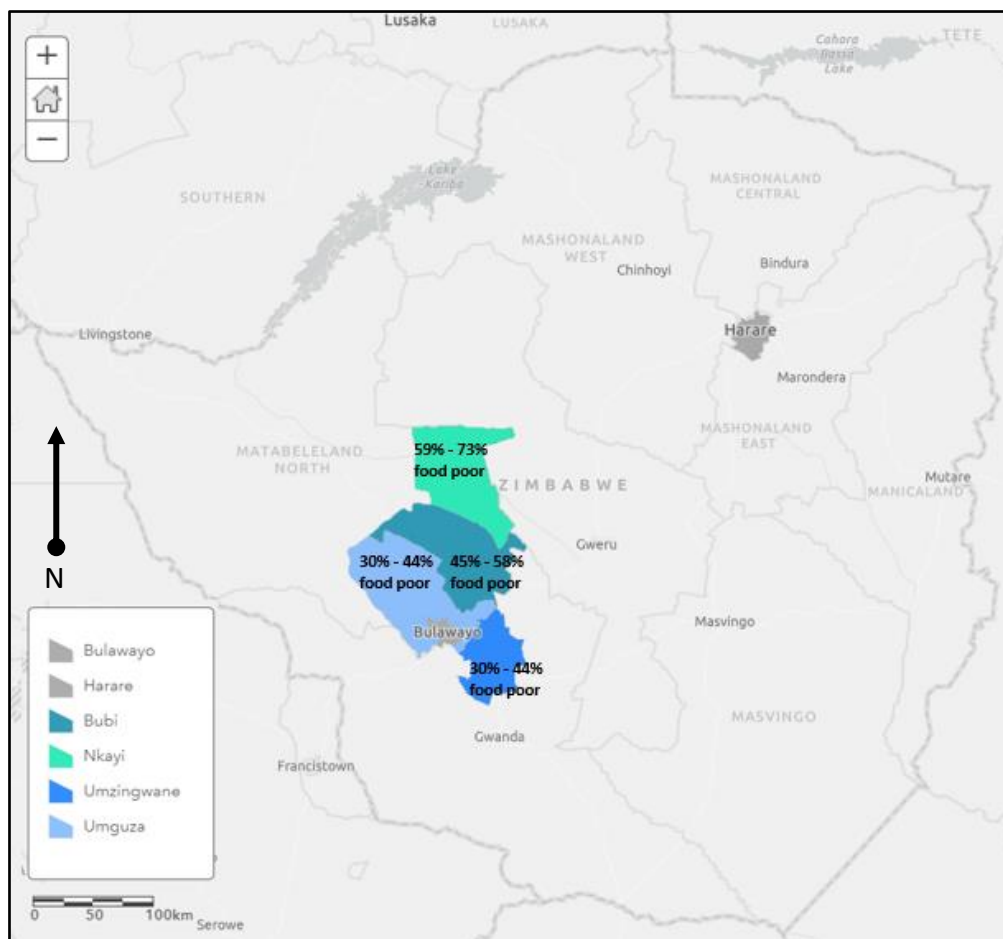 Lusaka
LUSAKA
TETE
Cahora
Bassa
Lake
+
−
Lake
Kariba
SOUTHERN
MASHONALAND
CENTRAL
MASHONALAND
WEST
Bindura
Chinhoyi
Harare
Livingstone
Marondera
MASHONALAND
EAST
59% - 73%
food poor
MATABELELAND
NORTH
ZIMBABWE
Mutare
MANICALAND
N
Gweru
30% - 44%
food poor
45% - 58%
food poor
Bulawayo
Masvingo
30% - 44%
food poor
MASVINGO
Gwanda
Francistown
Bulawayo
Harare
Bubi
Nkayi
Umzingwane
Umguza
0 50 100km
Serowe